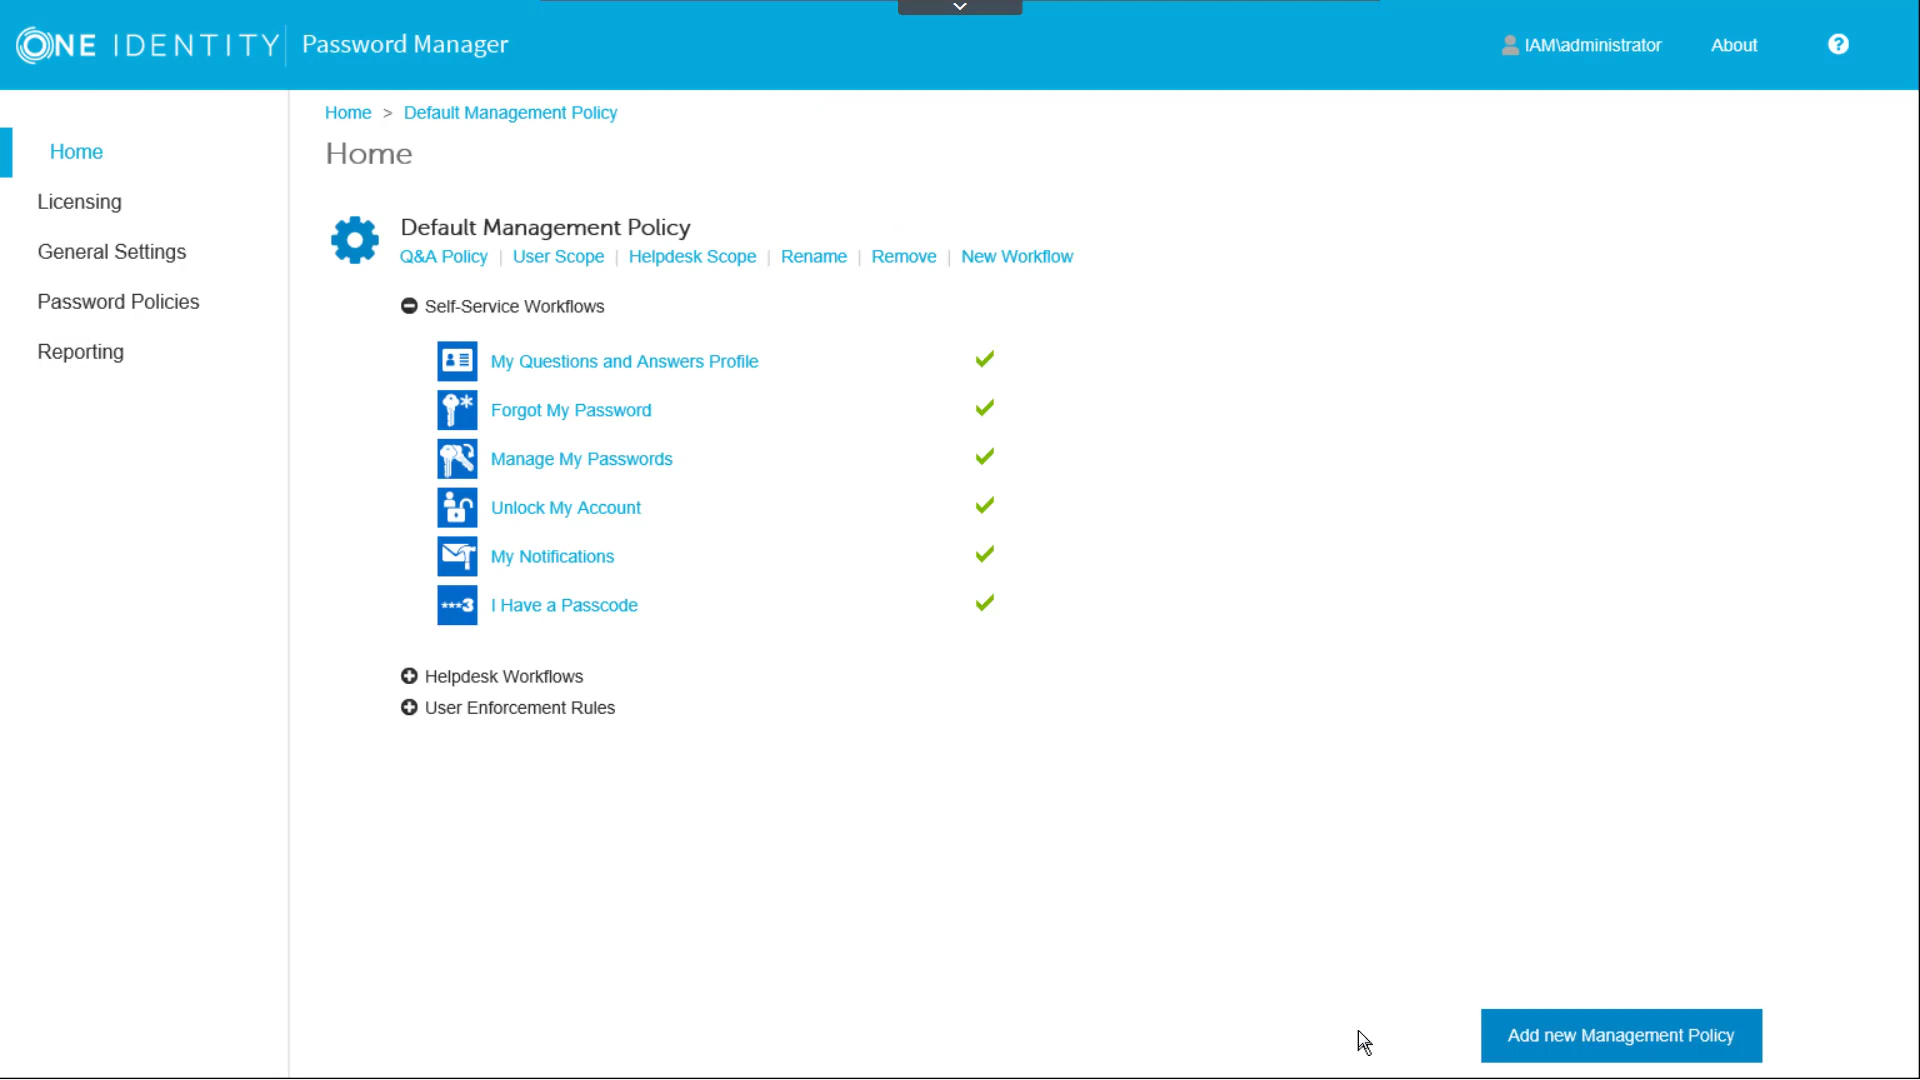 ONE IDENTITY Password Manager
IAM\administrator
About
?
Home
Licensing
General Settings
Password Policies
Reporting
Home > Default Management Policy
Home
Default Management Policy
Q&A Policy | User Scope | Helpdesk Scope | Rename | Remove | New Workflow
Self-Service Workflows
My Questions and Answers Profile
Forgot My Password
Manage My Passwords
Unlock My Account
My Notifications
***3 I Have a Passcode
Helpdesk Workflows
User Enforcement Rules
Add new Management Policy